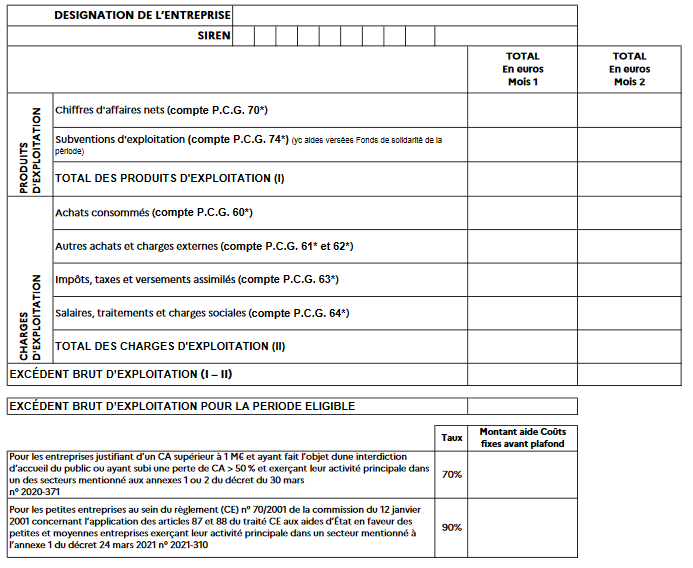 DESIGNATION DE L'ENTREPRISE
SIREN
TOTAL
En euros
Mois 1
TOTAL
En euros
Mois 2
PRODUITS
D'EXPLOITATION
Chiffres d'affaires nets (compte P.C.G. 70*)
Subventions d'exploitation (compte P.C.G. 74*) (yc aides versées Fonds de solidarité de la
période)
TOTAL DES PRODUITS D'EXPLOITATION (I)
CHARGES
D'EXPLOITATION
Achats consommés (compte P.C.G. 60*)
Autres achats et charges externes (compte P.C.G. 61* et 62*)
Impôts, taxes et versements assimilés (compte P.C.G. 63*)
Salaires, traitements et charges sociales (compte P.C.G. 64*)
TOTAL DES CHARGES D'EXPLOITATION (II)
EXCÉDENT BRUT D'EXPLOITATION (I – II)
EXCÉDENT BRUT D'EXPLOITATION POUR LA PERIODE ELIGIBLE
Taux
Montant aide Coûts
fixes avant plafond
Pour les entreprises justifiant d'un CA supérieur à 1 M€ et ayant fait l'objet dune interdiction
d'accueil du public ou ayant subi une perte de CA > 50 % et exerçant leur activité principale dans
un des secteurs mentionné aux annexes 1 ou 2 du décret du 30 mars
n° 2020-371
70%
Pour les petites entreprises au sein du règlement (CE) n° 70/2001 de la commission du 12 janvier
2001 concernant l'application des articles 87 et 88 du traité CE aux aides d'État en faveur des
petites et moyennes entreprises exerçant leur activité principale dans un secteur mentionné à
l'annexe 1 du décret 24 mars 2021 n° 2021-310
90%